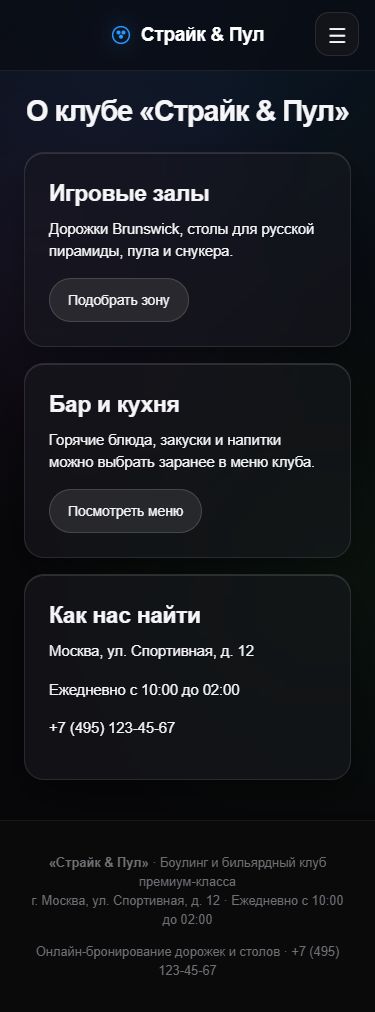 Страйк & Пул
О клубе «Страйк & Пул»
Игровые залы
Дорожки Brunswick, столы для русской
пирамиды, пула и снукера.
Подобрать зону
Бар и кухня
Горячие блюда, закуски и напитки
можно выбрать заранее в меню клуба.
Посмотреть меню
Как нас найти
Москва, ул. Спортивная, д. 12
Ежедневно с 10:00 до 02:00
+7 (495) 123-45-67
«Страйк & Пул» · Боулинг и бильярдный клуб
премиум-класса
г. Москва, ул. Спортивная, д. 12 · Ежедневно с 10:00
до 02:00
Онлайн-бронирование дорожек и столов · +7 (495)
123-45-67